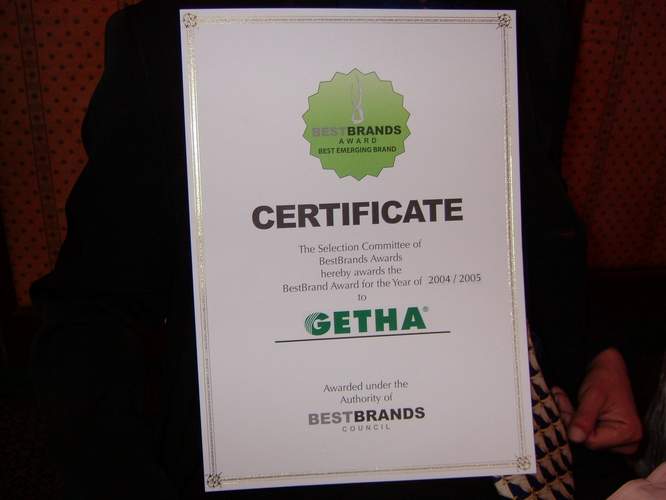 BESTBRANDS
AWARD
BEST EMERGING BRAND
CERTIFICATE
The Selection Committee of
BestBrands Awards
hereby awards the
BestBrand Award for the Year of 2004 / 2005
to
GETHA®
Awarded under the
Authority of
BESTBRANDS
COUNCIL